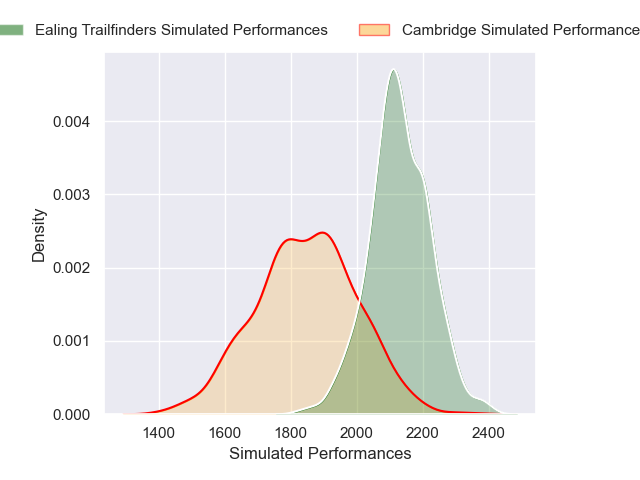 Ealing Trailfinders Simulated Performances
Cambridge Simulated Performance
0.004
0.003
0.002
0.001
0.000
Density
1400 1600 1800 2000 2200 2400
Simulated Performances